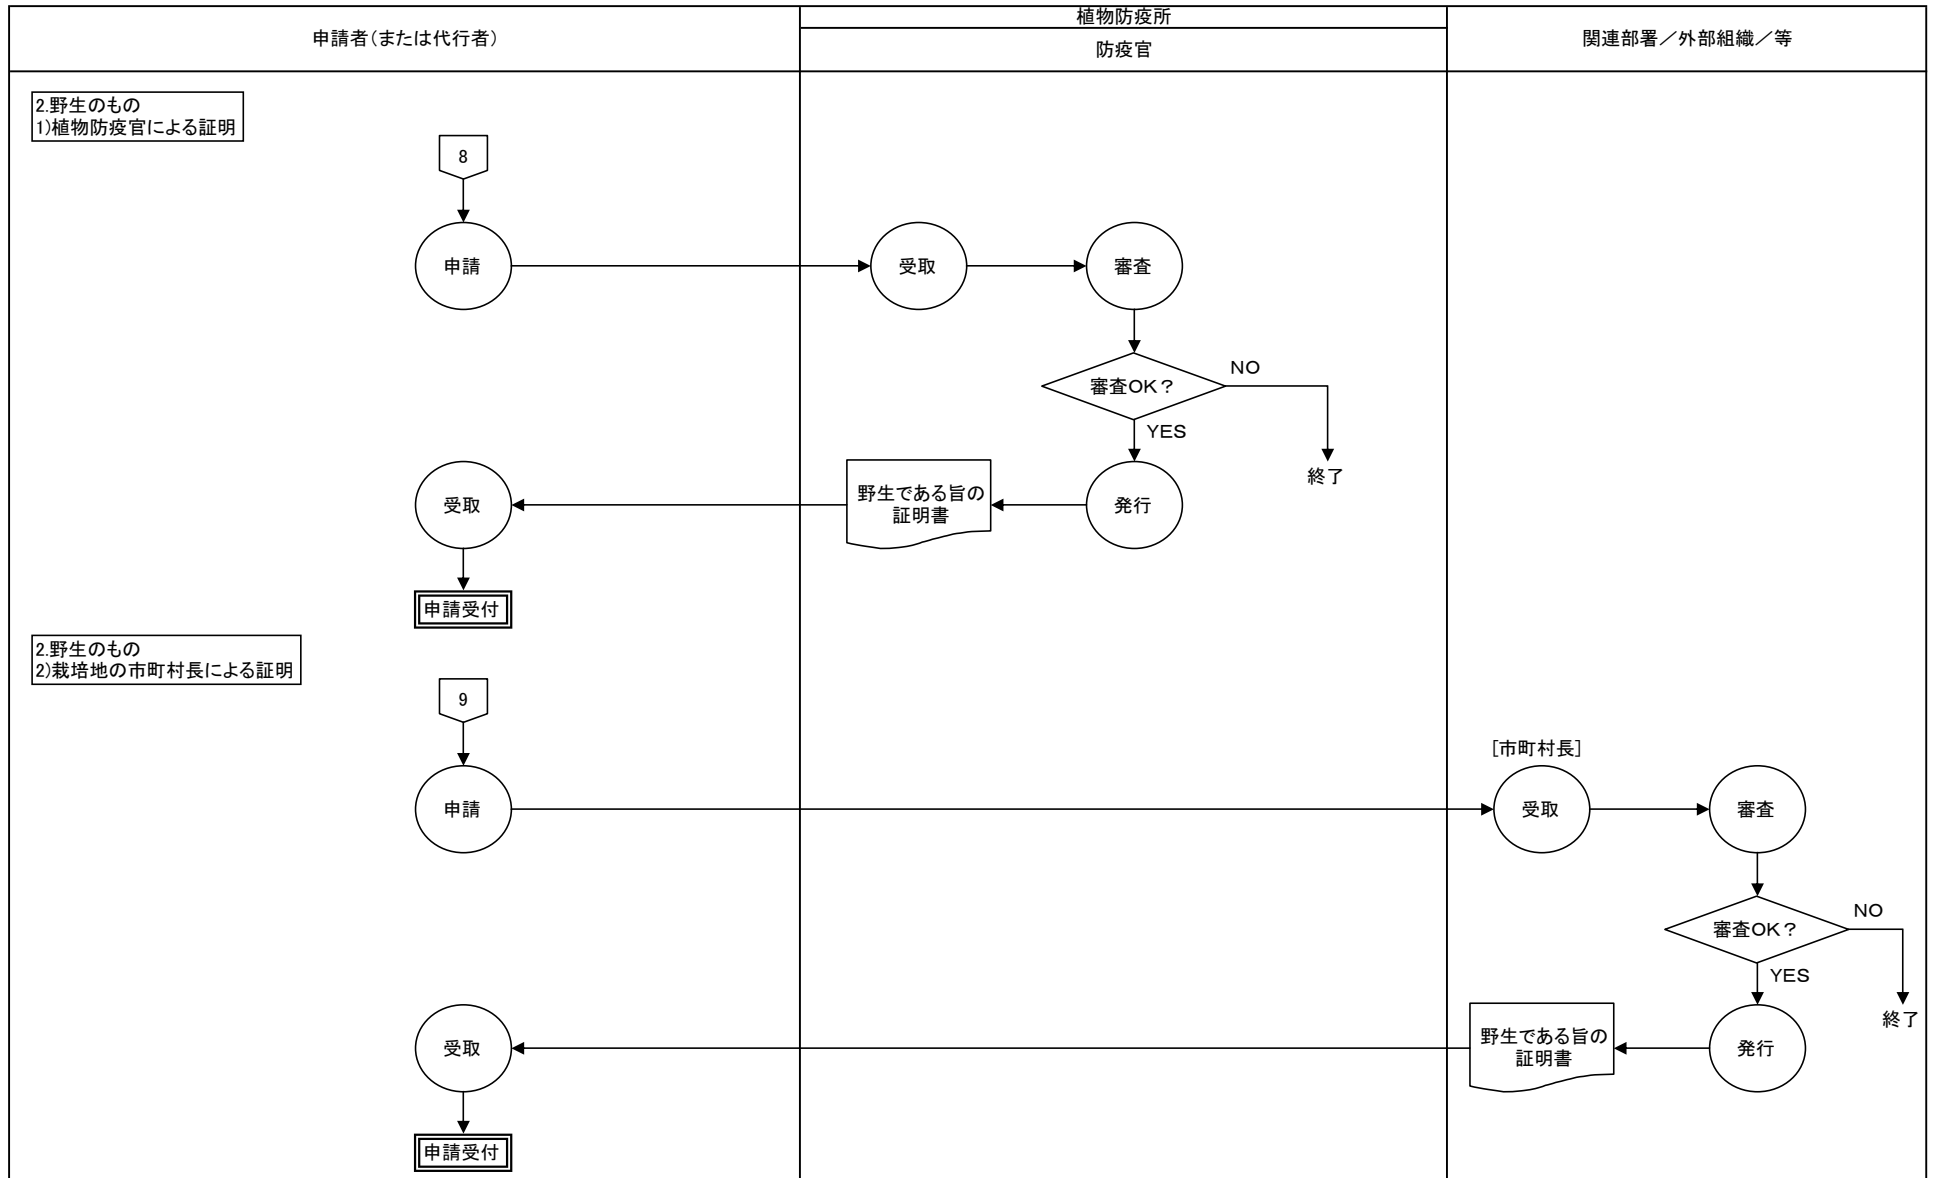 申請者（または代行者）
植物防疫所
防疫官
関連部署／外部組織／等
2.野生のもの
1)植物防疫官による証明
8
申請
受取
審査
審査OK？
NO
YES
終了
受取
野生である旨の
証明書
発行
申請受付
2.野生のもの
2)栽培地の市町村長による証明
9
[市町村長]
申請
受取
審査
審査OK？
NO
YES
終了
受取
野生である旨の
証明書
発行
申請受付